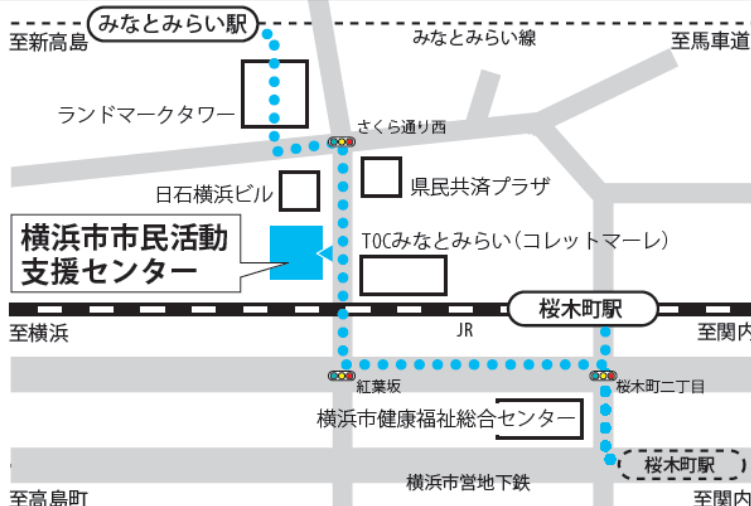 みなとみらい駅
至新高島
みなとみらい線
至馬車道
ランドマークタワー
さくら通り西
日石横浜ビル
県民共済プラザ
横浜市市民活動
支援センター
TOCみなとみらい(コレットマーレ)
桜木町駅
至横浜
JR
至関内
紅葉坂
桜木町二丁目
横浜市健康福祉総合センター
桜木町駅
横浜市営地下鉄
至高島町
至関内